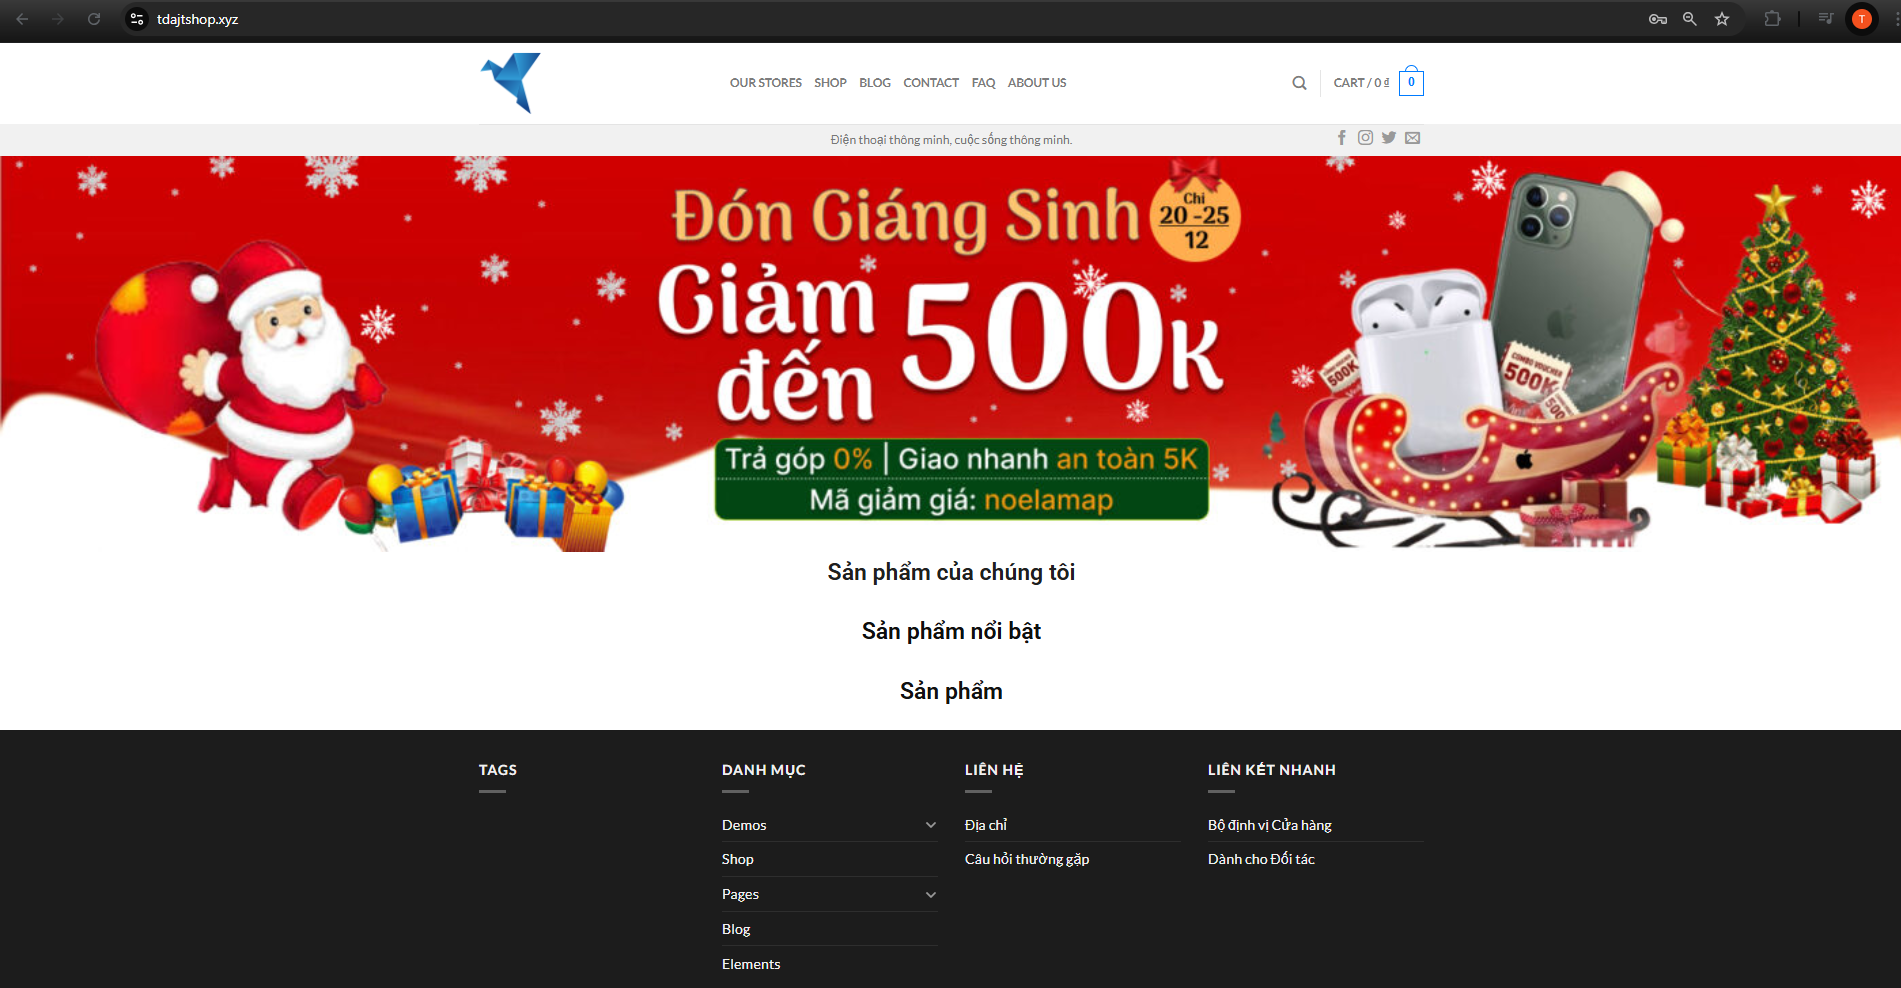 tdajtshop.xyz
T
OUR STORES SHOP BLOG CONTACT FAQ ABOUT US
CART / 0 ₫ 0
Điện thoại thông minh, cuộc sống thông minh.
Đón Giáng Sinh
Chỉ
20 - 25
12
Giảm
đến
500K
Trả góp 0% | Giao nhanh an toàn 5K
Mã giảm giá: noelamap
500K
COMBO VOUCHER
500K
Sản phẩm của chúng tôi
Sản phẩm nổi bật
Sản phẩm
TAGS
DANH MỤC
Demos
Shop
Pages
Blog
Elements
LIÊN HỆ
Địa chỉ
Câu hỏi thường gặp
LIÊN KẾT NHANH
Bộ định vị Cửa hàng
Dành cho Đối tác